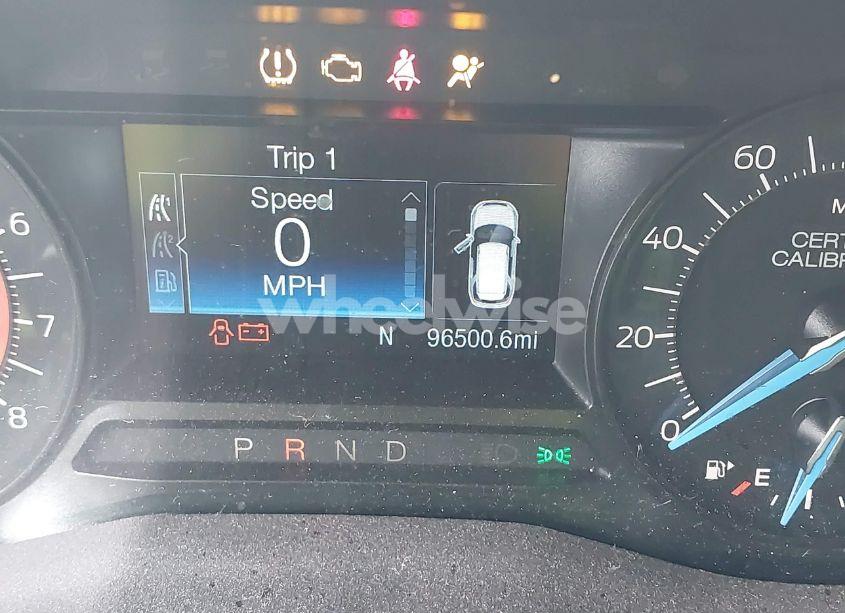 Trip 1
Speed
0
MPH
N 96500.6mi
P R N D
6
7
8
60
40
20
0
M
CERT
CALIBR
E
wheelwise